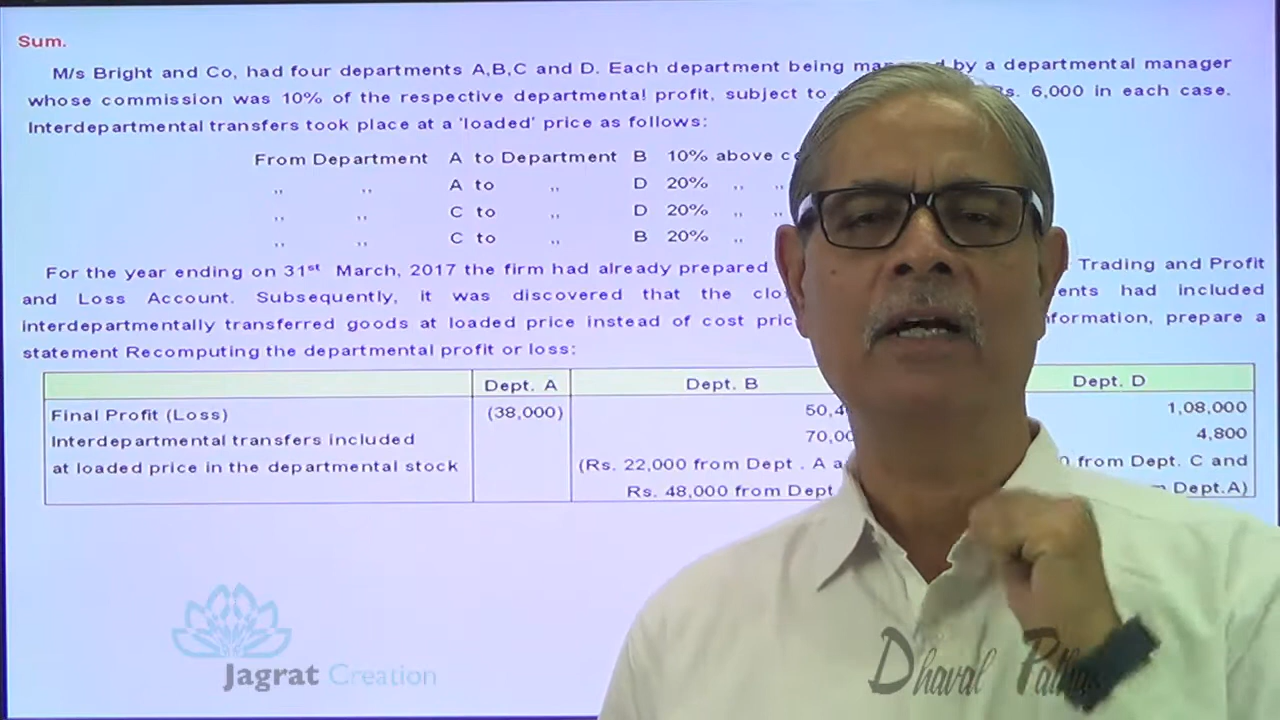 Sum.
M/s Bright and Co, had four departments A,B,C and D. Each department being by a departmental manager
whose commission was 10% of the respective departmental profit, subject to Rs. 6,000 in each case.
Interdepartmental transfers took place at a 'loaded' price as follows:
From Department A to Department B 10% above
,, ,, A to ,, D 20% ,, ,,
,, ,, C to ,, D 20% ,, ,,
,, ,, C to ,, B 20% ,,
For the year ending on 31st March, 2017 the firm had already prepared Trading and Profit
and Loss Account. Subsequently, it was discovered that the had included
interdepartmentally transferred goods at loaded price instead of cost prepare a
statement Recomputing the departmental profit or loss:
Dept. A Dept. B Dept. D
Final Profit (Loss) (38,000) 1,08,000
Interdepartmental transfers included 4,800
at loaded price in the departmental stock (Rs. 22,000 from Dept . A from Dept. C and
Rs. 48,000 from Dept Dept.A)
Jagrat Creation
Dhaval